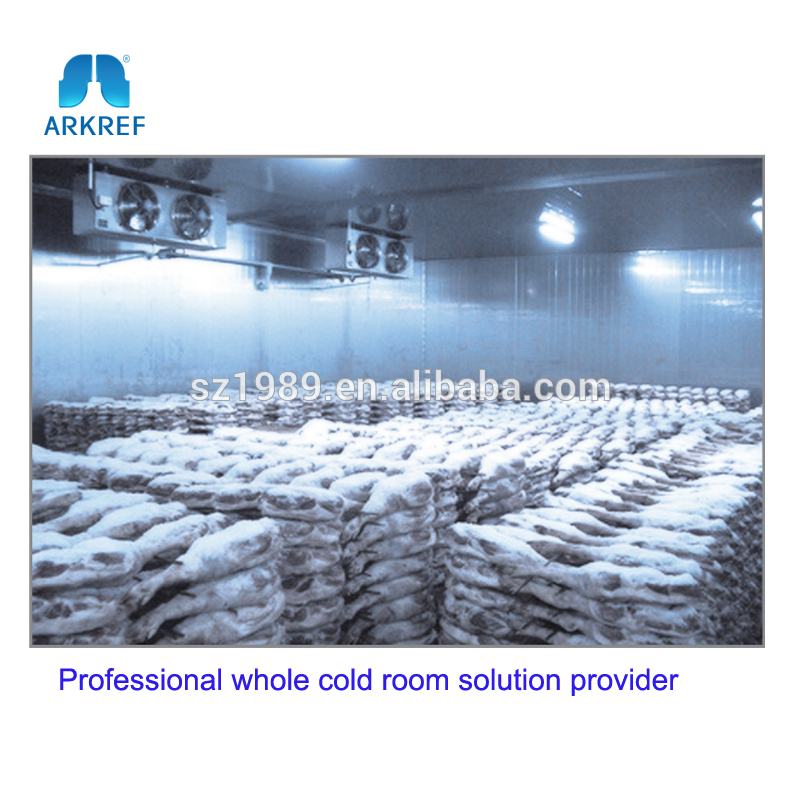 ®
ARKREF
sz1989.en.alibaba.com
Professional whole cold room solution provider